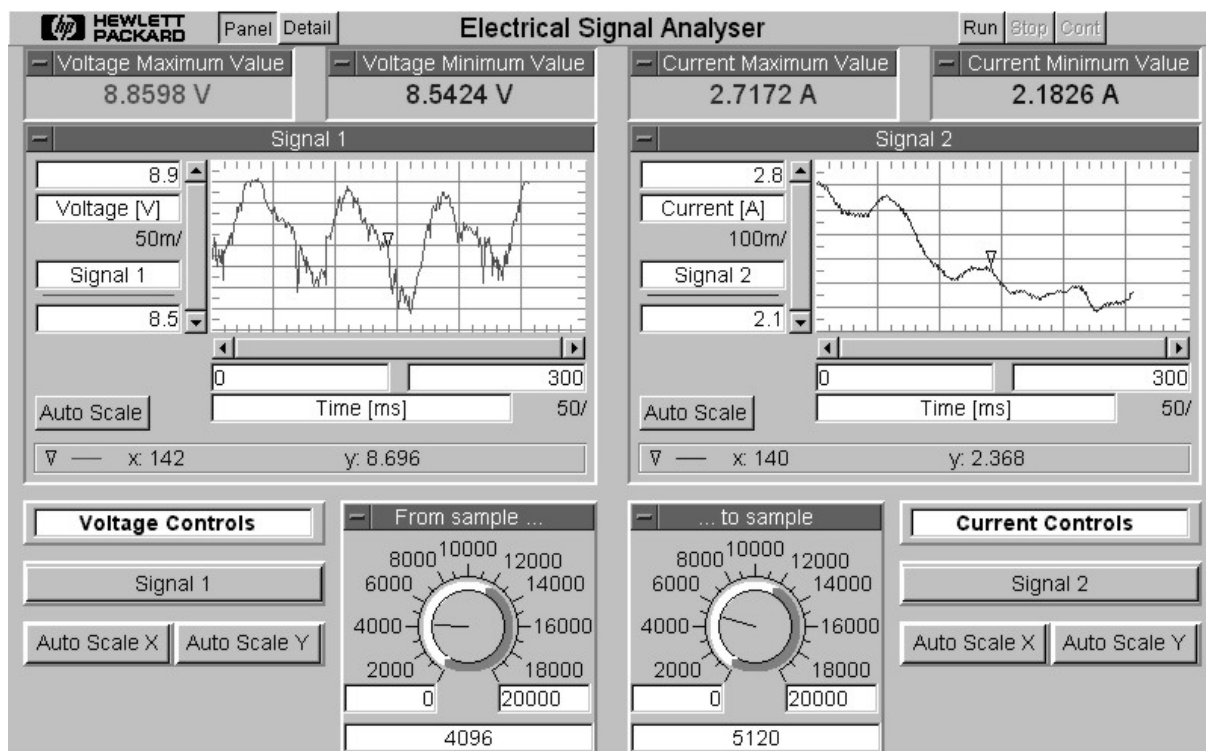 hp HEWLETT PACKARD Panel Detail Electrical Signal Analyser Run Stop Cont
Voltage Maximum Value Voltage Minimum Value Current Maximum Value Current Minimum Value
8.8598 V 8.5424 V 2.7172 A 2.1826 A
Signal 1
8.9
Voltage [V]
50m/
Signal 1
8.5
0 300
Auto Scale Time [ms] 50/
x: 142 y: 8.696
Signal 2
2.8
Current [A]
100m/
Signal 2
2.1
0 300
Auto Scale Time [ms] 50/
x: 140 y: 2.368
Voltage Controls
Signal 1
Auto Scale X Auto Scale Y
From sample ...
10000
8000 12000
6000 14000
4000 16000
2000 18000
0 20000
4096
... to sample
10000
8000 12000
6000 14000
4000 16000
2000 18000
0 20000
5120
Current Controls
Signal 2
Auto Scale X Auto Scale Y